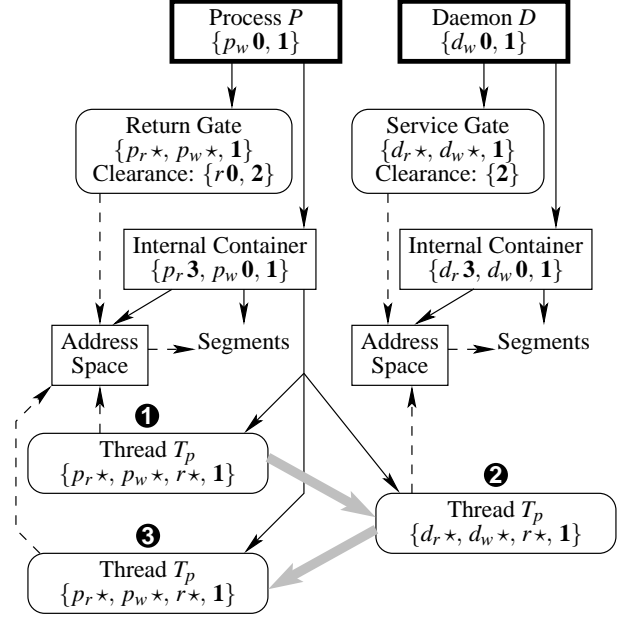 Process P
{p_w 0, 1}
Daemon D
{d_w 0, 1}
Return Gate
{p_r ⋆, p_w ⋆, 1}
Clearance: {r 0, 2}
Service Gate
{d_r ⋆, d_w ⋆, 1}
Clearance: {2}
Internal Container
{p_r 3, p_w 0, 1}
Internal Container
{d_r 3, d_w 0, 1}
Address
Space
Segments
Address
Space
Segments
❶
Thread T_p
{p_r ⋆, p_w ⋆, r⋆, 1}
❷
Thread T_p
{d_r ⋆, d_w ⋆, r⋆, 1}
❸
Thread T_p
{p_r ⋆, p_w ⋆, r⋆, 1}